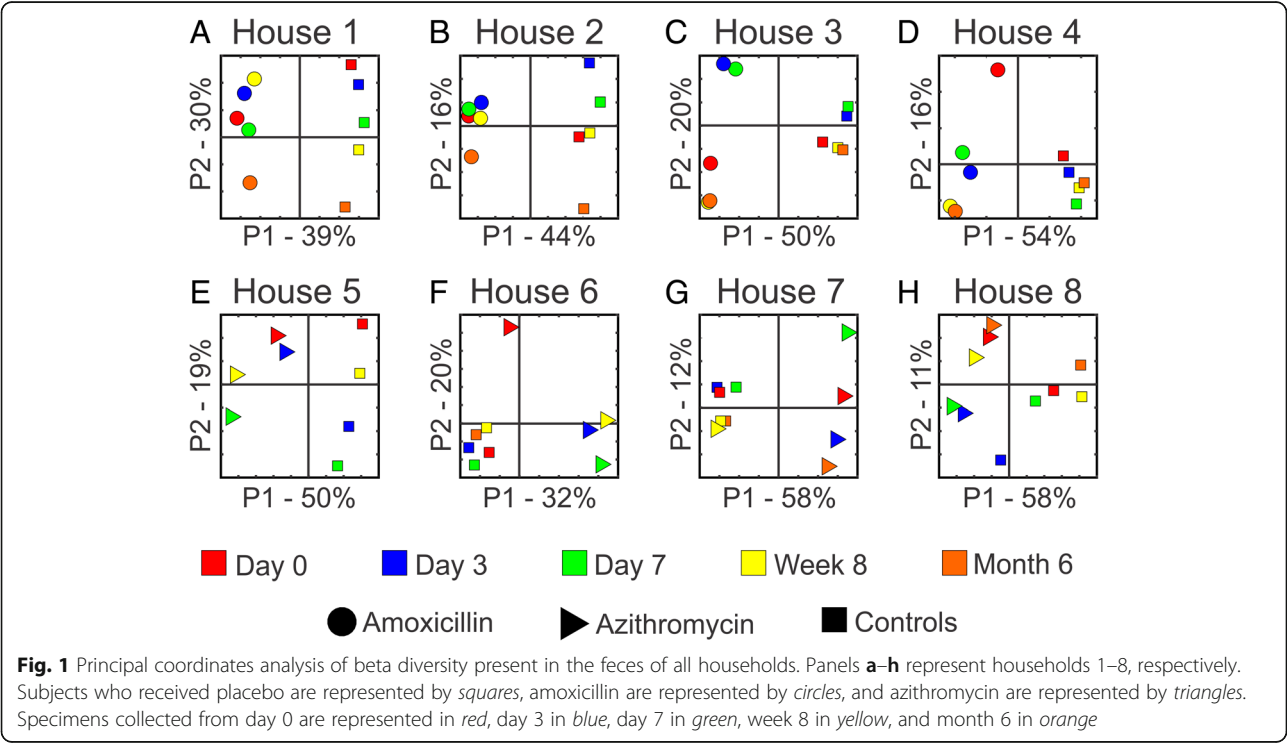 A House 1
B House 2
C House 3
D House 4
P2 - 30%
P2 - 16%
P2 - 20%
P2 - 16%
P1 - 39%
P1 - 44%
P1 - 50%
P1 - 54%
E House 5
F House 6
G House 7
H House 8
P2 - 19%
P2 - 20%
P2 - 12%
P2 - 11%
P1 - 50%
P1 - 32%
P1 - 58%
P1 - 58%
Day 0 Day 3 Day 7 Week 8 Month 6
Amoxicillin Azithromycin Controls
Fig. 1 Principal coordinates analysis of beta diversity present in the feces of all households. Panels a–h represent households 1–8, respectively.
Subjects who received placebo are represented by squares, amoxicillin are represented by circles, and azithromycin are represented by triangles.
Specimens collected from day 0 are represented in red, day 3 in blue, day 7 in green, week 8 in yellow, and month 6 in orange